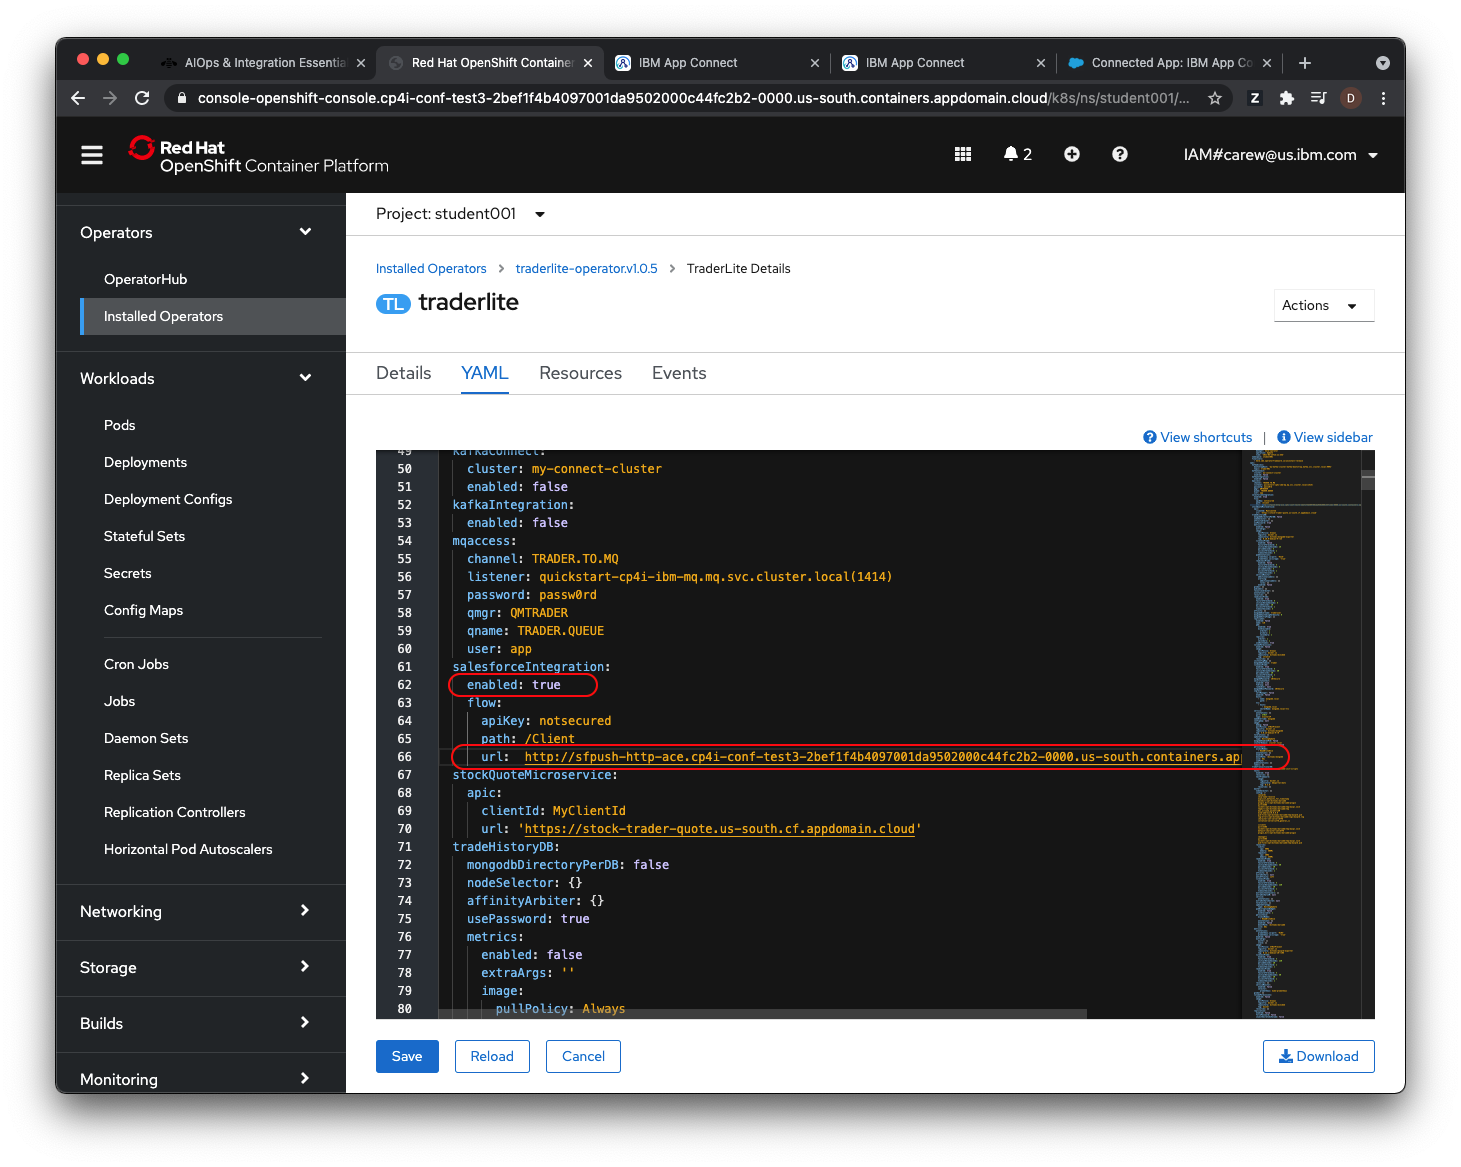 AIOps & Integration Essentia
Red Hat OpenShift Container
IBM App Connect
IBM App Connect
Connected App: IBM App Co
console-openshift-console.cp4i-conf-test3-2bef1f4b4097001da9502000c44fc2b2-0000.us-south.containers.appdomain.cloud/k8s/ns/student001/...
Z
D
Red Hat
OpenShift Container Platform
2
IAM#carew@us.ibm.com
Operators
OperatorHub
Installed Operators
Workloads
Pods
Deployments
Deployment Configs
Stateful Sets
Secrets
Config Maps
Cron Jobs
Jobs
Daemon Sets
Replica Sets
Replication Controllers
Horizontal Pod Autoscalers
Networking
Storage
Builds
Monitoring
Project: student001
Installed Operators > traderlite-operator.v1.0.5 > TraderLite Details
TL traderlite
Actions
Details YAML Resources Events
View shortcuts | View sidebar
49 kafkaConnect:
50 cluster: my-connect-cluster
51 enabled: false
52 kafkaIntegration:
53 enabled: false
54 mqaccess:
55 channel: TRADER.TO.MQ
56 listener: quickstart-cp4i-ibm-mq.mq.svc.cluster.local(1414)
57 password: passw0rd
58 qmgr: QMTRADER
59 qname: TRADER.QUEUE
60 user: app
61 salesforceIntegration:
62 enabled: true
63 flow:
64 apiKey: notsecured
65 path: /Client
66 url: http://sfpush-http-ace.cp4i-conf-test3-2bef1f4b4097001da9502000c44fc2b2-0000.us-south.containers.ap
67 stockQuoteMicroservice:
68 apic:
69 clientId: MyClientId
70 url: 'https://stock-trader-quote.us-south.cf.appdomain.cloud'
71 tradeHistoryDB:
72 mongodbDirectoryPerDB: false
73 nodeSelector: {}
74 affinityArbiter: {}
75 usePassword: true
76 metrics:
77 enabled: false
78 extraArgs: ''
79 image:
80 pullPolicy: Always
Save Reload Cancel
Download